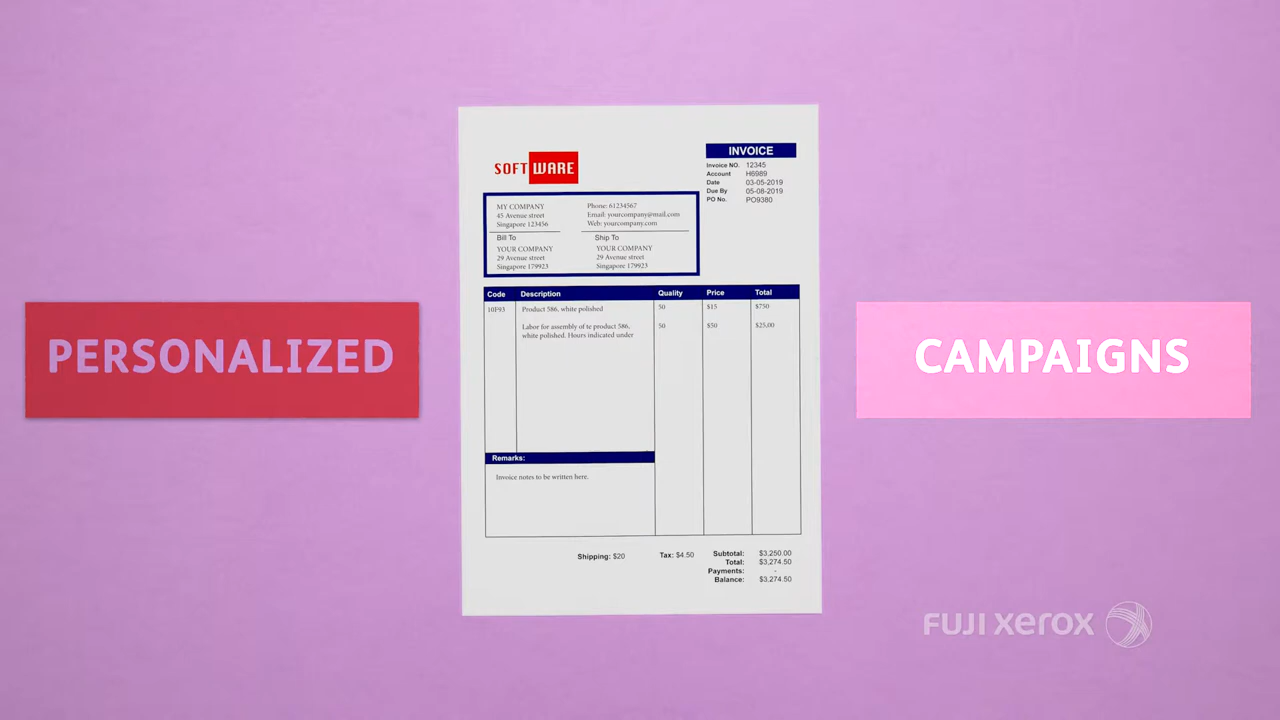 PERSONALIZED
SOFTWARE
INVOICE
Invoice NO. 12345
Account H6989
Date 03-05-2019
Due By 05-08-2019
PO No. PO9380
MY COMPANY
45 Avenue street
Singapore 123456
Phone: 61234567
Email: yourcompany@mail.com
Web: yourcompany.com
Bill To
YOUR COMPANY
29 Avenue street
Singapore 179923
Ship To
YOUR COMPANY
29 Avenue street
Singapore 179923
Code Description Quality Price Total
10F93 Product 586, white polished 50 $15 $750
Labor for assembly of te product 586, 50 $50 $25,00
white polished. Hours indicated under
Remarks:
Invoice notes to be written here.
Shipping: $20 Tax: $4.50 Subtotal: $3,250.00
Total: $3,274.50
Payments: -
Balance: $3,274.50
CAMPAIGNS
FUJI xerox